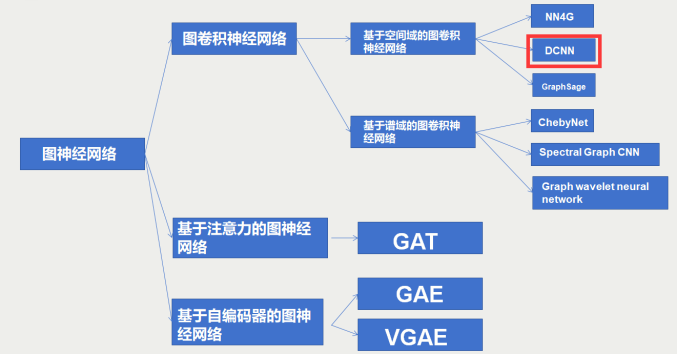 图神经网络
图卷积神经网络
基于空间域的图卷积
神经网络
NN4G
DCNN
GraphSage
基于谱域的图卷积神
经网络
ChebyNet
Spectral Graph CNN
Graph wavelet neural
network
基于注意力的图神经
网络
GAT
基于自编码器的图神
经网络
GAE
VGAE